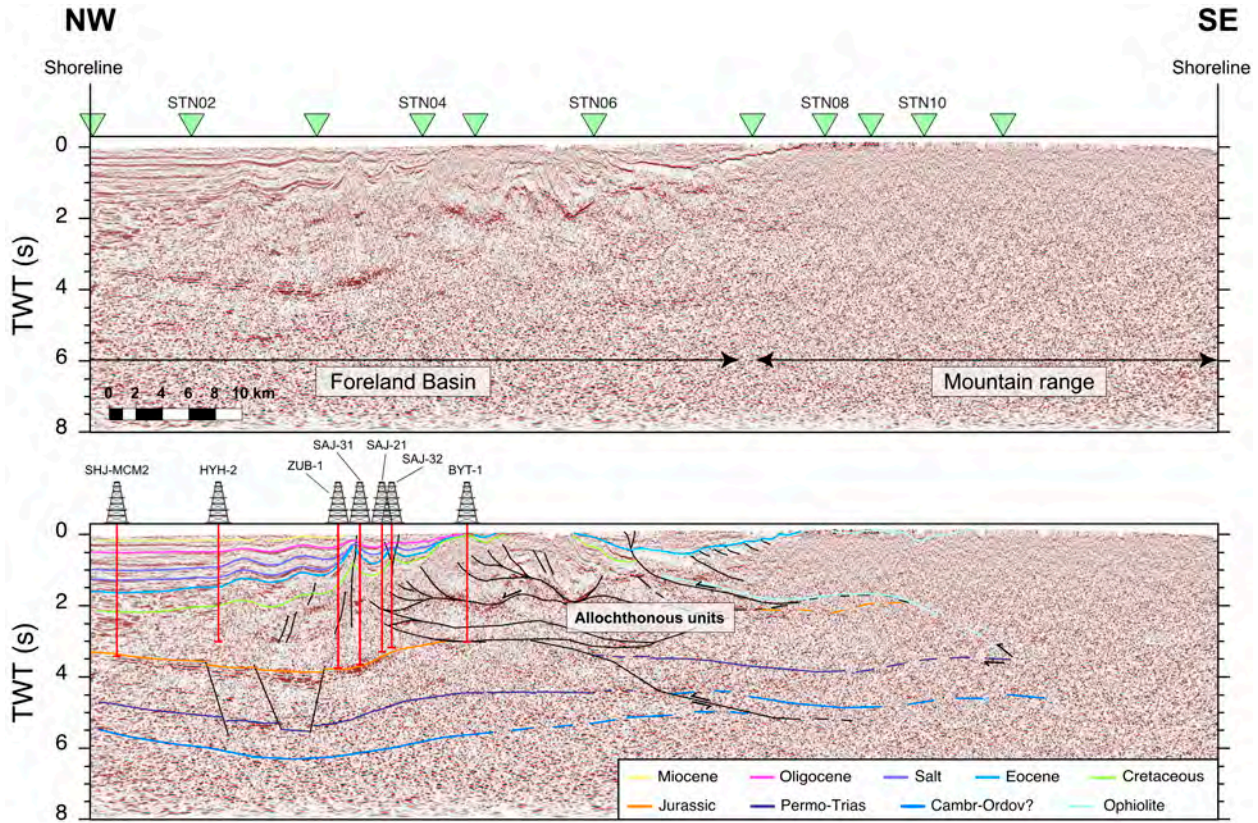 NW SE
Shoreline Shoreline
STN02 STN04 STN06 STN08 STN10
0
2
4
6
8
TWT (s)
Foreland Basin Mountain range
0 2 4 6 8 10 km
SHJ-MCM2 HYH-2 ZUB-1 SAJ-31 SAJ-21 SAJ-32 BYT-1
0
2
4
6
8
TWT (s)
Allochthonous units
Miocene Oligocene Salt Eocene Cretaceous
Jurassic Permo-Trias Cambr-Ordov? Ophiolite